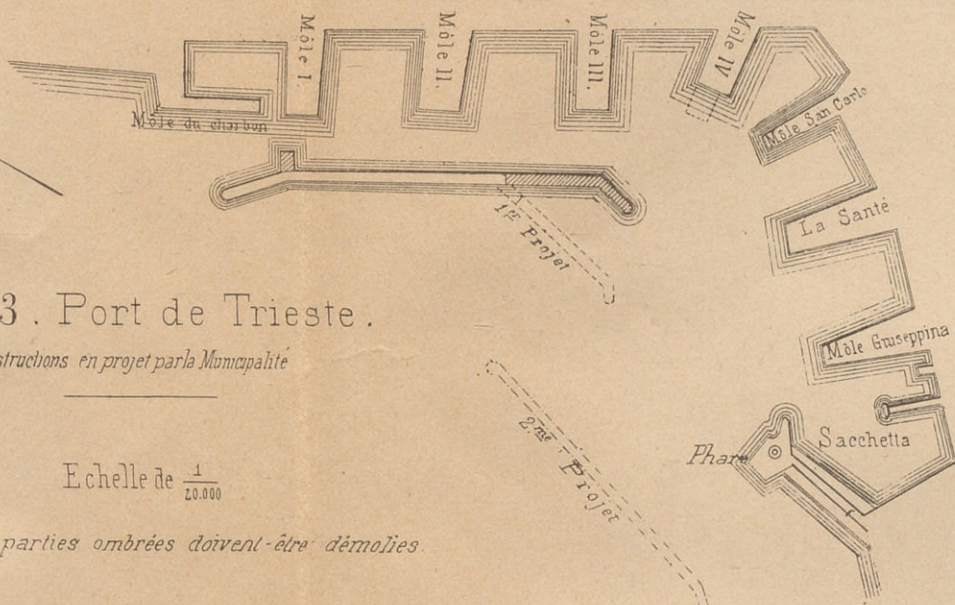 Môle I.
Môle II.
Môle III.
Môle IV
Môle du charbon
Môle San Carlo
La Santé
1er Projet
3. Port de Trieste.
structions en projet par la Municipalité
Môle Giuseppina
2.me Projet
Sacchetta
Phare
Echelle de 1/20.000
parties ombrées doivent-être démolies.